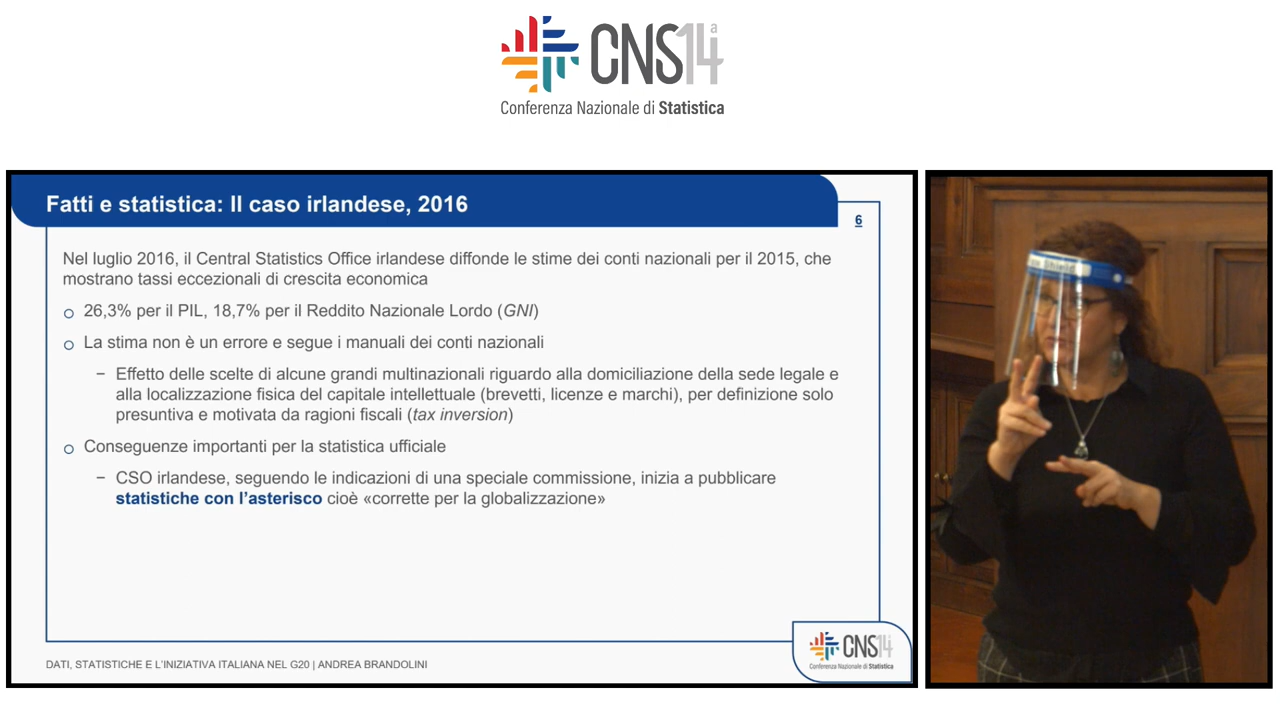 CNS14a
Conferenza Nazionale di Statistica
Fatti e statistica: Il caso irlandese, 2016
6
Nel luglio 2016, il Central Statistics Office irlandese diffonde le stime dei conti nazionali per il 2015, che
mostrano tassi eccezionali di crescita economica
26,3% per il PIL, 18,7% per il Reddito Nazionale Lordo (GNI)
La stima non è un errore e segue i manuali dei conti nazionali
− Effetto delle scelte di alcune grandi multinazionali riguardo alla domiciliazione della sede legale e
alla localizzazione fisica del capitale intellettuale (brevetti, licenze e marchi), per definizione solo
presuntiva e motivata da ragioni fiscali (tax inversion)
Conseguenze importanti per la statistica ufficiale
− CSO irlandese, seguendo le indicazioni di una speciale commissione, inizia a pubblicare
statistiche con l’asterisco cioè «corrette per la globalizzazione»
DATI, STATISTICHE E L’INIZIATIVA ITALIANA NEL G20 | ANDREA BRANDOLINI
CNS14a
Conferenza Nazionale di Statistica
Shield